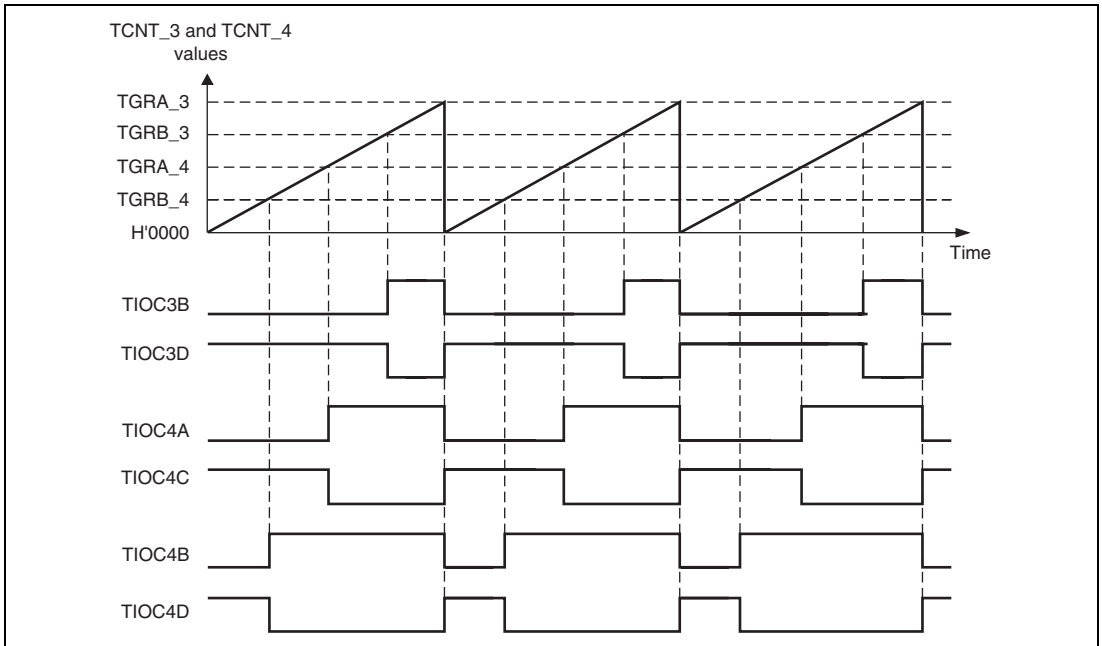 TCNT_3 and TCNT_4
values
TGRA_3
TGRB_3
TGRA_4
TGRB_4
H'0000
Time
TIOC3B
TIOC3D
TIOC4A
TIOC4C
TIOC4B
TIOC4D